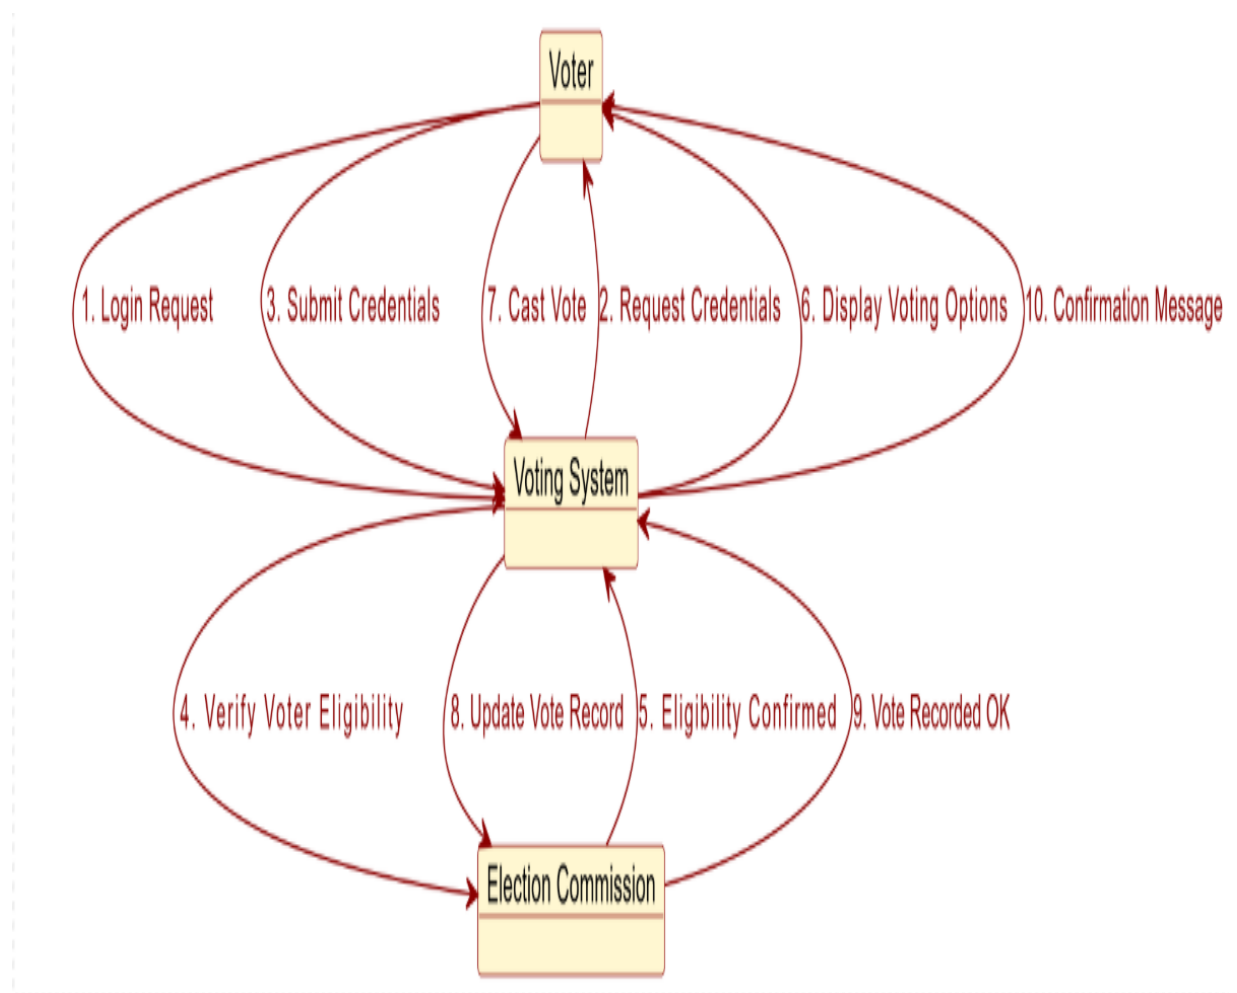 Voter
1. Login Request
3. Submit Credentials
7. Cast Vote
2. Request Credentials
6. Display Voting Options
10. Confirmation Message
Voting System
4. Verify Voter Eligibility
8. Update Vote Record
5. Eligibility Confirmed
9. Vote Recorded OK
Election Commission